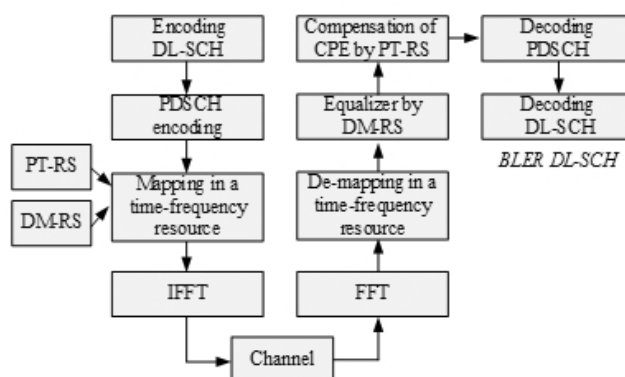 Encoding
DL-SCH
PDSCH
encoding
PT-RS
DM-RS
Mapping in a
time-frequency
resource
IFFT
Channel
FFT
De-mapping in a
time-frequency
resource
Equalizer by
DM-RS
Compensation of
CPE by PT-RS
Decoding
PDSCH
Decoding
DL-SCH
BLER DL-SCH